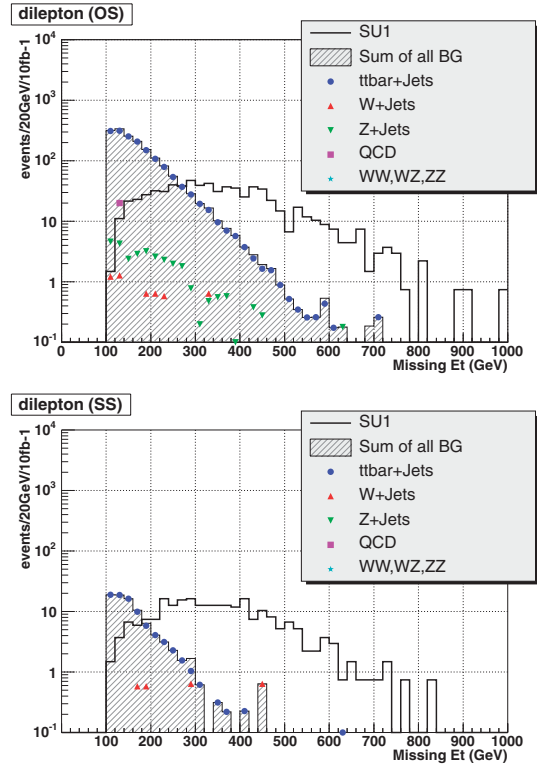 dilepton (OS)
events/20GeV/10fb-1
10^4
10^3
10^2
10
1
10^-1
SU1
Sum of all BG
ttbar+Jets
W+Jets
Z+Jets
QCD
WW,WZ,ZZ
0 100 200 300 400 500 600 700 800 900 1000
Missing Et (GeV)
dilepton (SS)
events/20GeV/10fb-1
10^4
10^3
10^2
10
1
10^-1
SU1
Sum of all BG
ttbar+Jets
W+Jets
Z+Jets
QCD
WW,WZ,ZZ
0 100 200 300 400 500 600 700 800 900 1000
Missing Et (GeV)